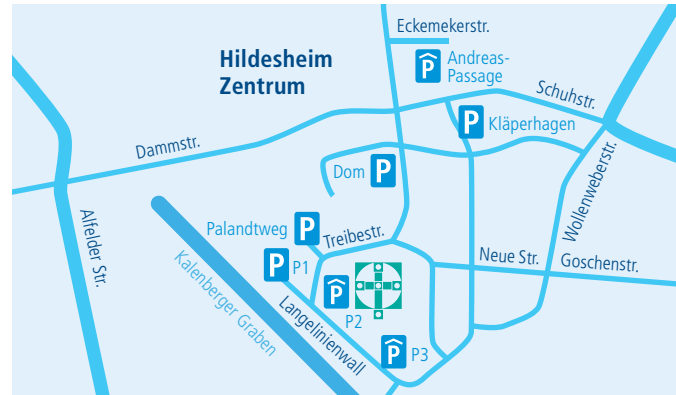 Eckemekerstr.
Hildesheim
Zentrum
P
Andreas-
Passage
Schuhstr.
P
Kläperhagen
Dammstr.
Dom
P
Wollenweberstr.
Alfelder Str.
Palandtweg
P
Treibestr.
Kalenberger Graben
P
P1
Neue Str.
Goschenstr.
P
P2
Langelinienwall
P
P3